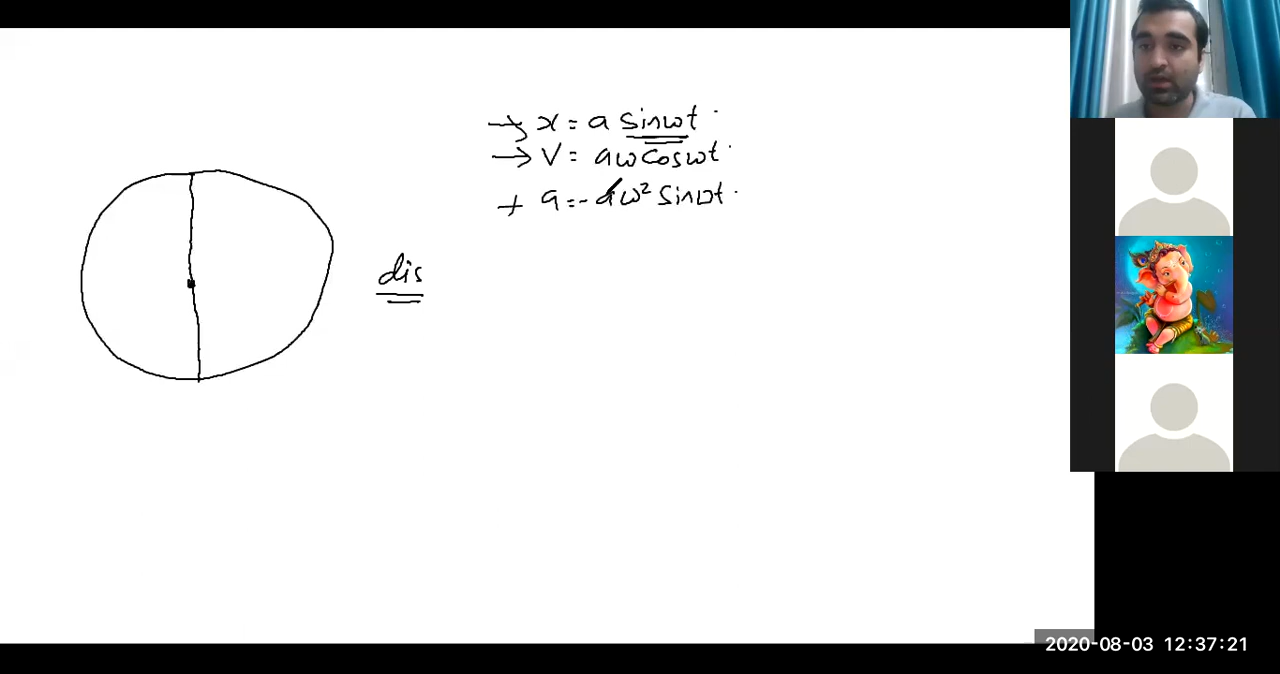 → x = a sinωt
→ V = aω cosωt
+ a = - aω² sinωt
dis
2020-08-03 12:37:21